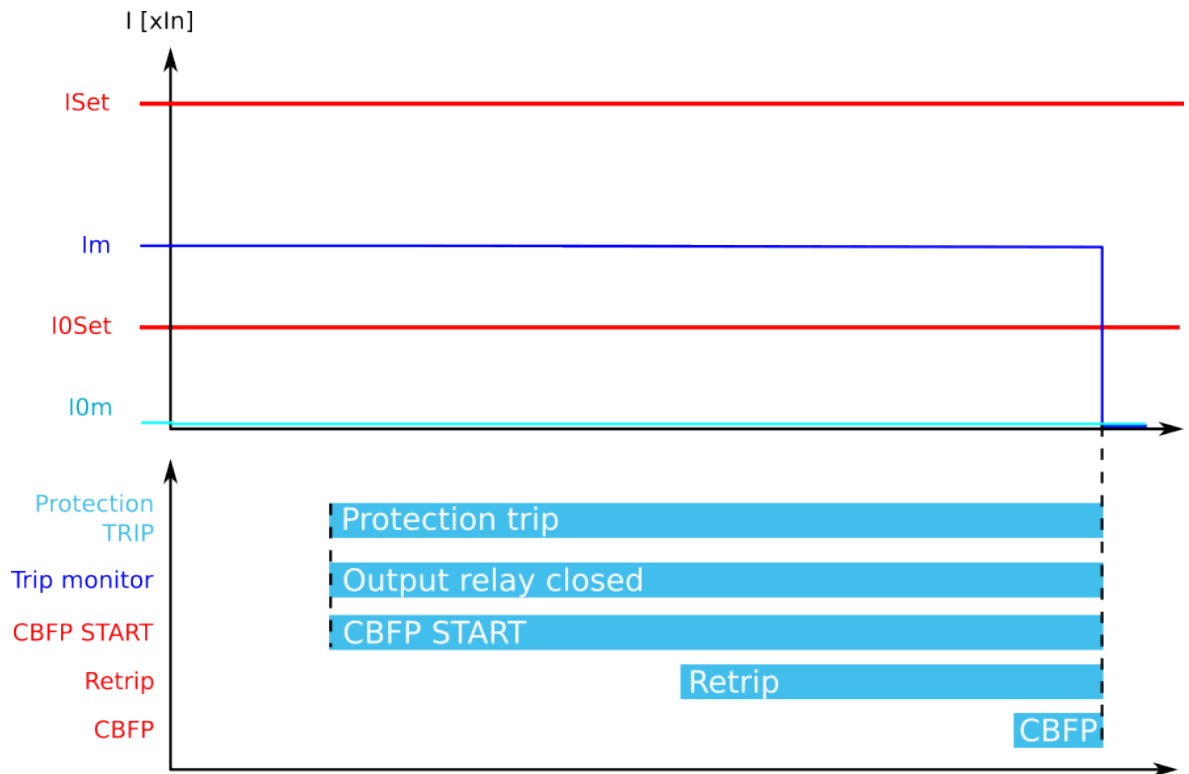 I [xIn]
ISet
Im
I0Set
I0m
Protection
TRIP
Protection trip
Trip monitor
Output relay closed
CBFP START
CBFP START
Retrip
Retrip
CBFP
CBFP